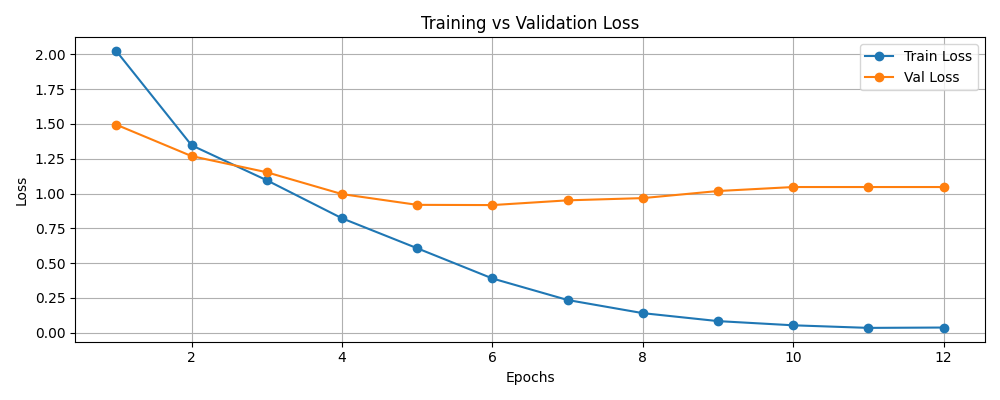 Training vs Validation Loss
Train Loss
Val Loss
2.00
1.75
1.50
1.25
1.00
0.75
0.50
0.25
0.00
Loss
2 4 6 8 10 12
Epochs